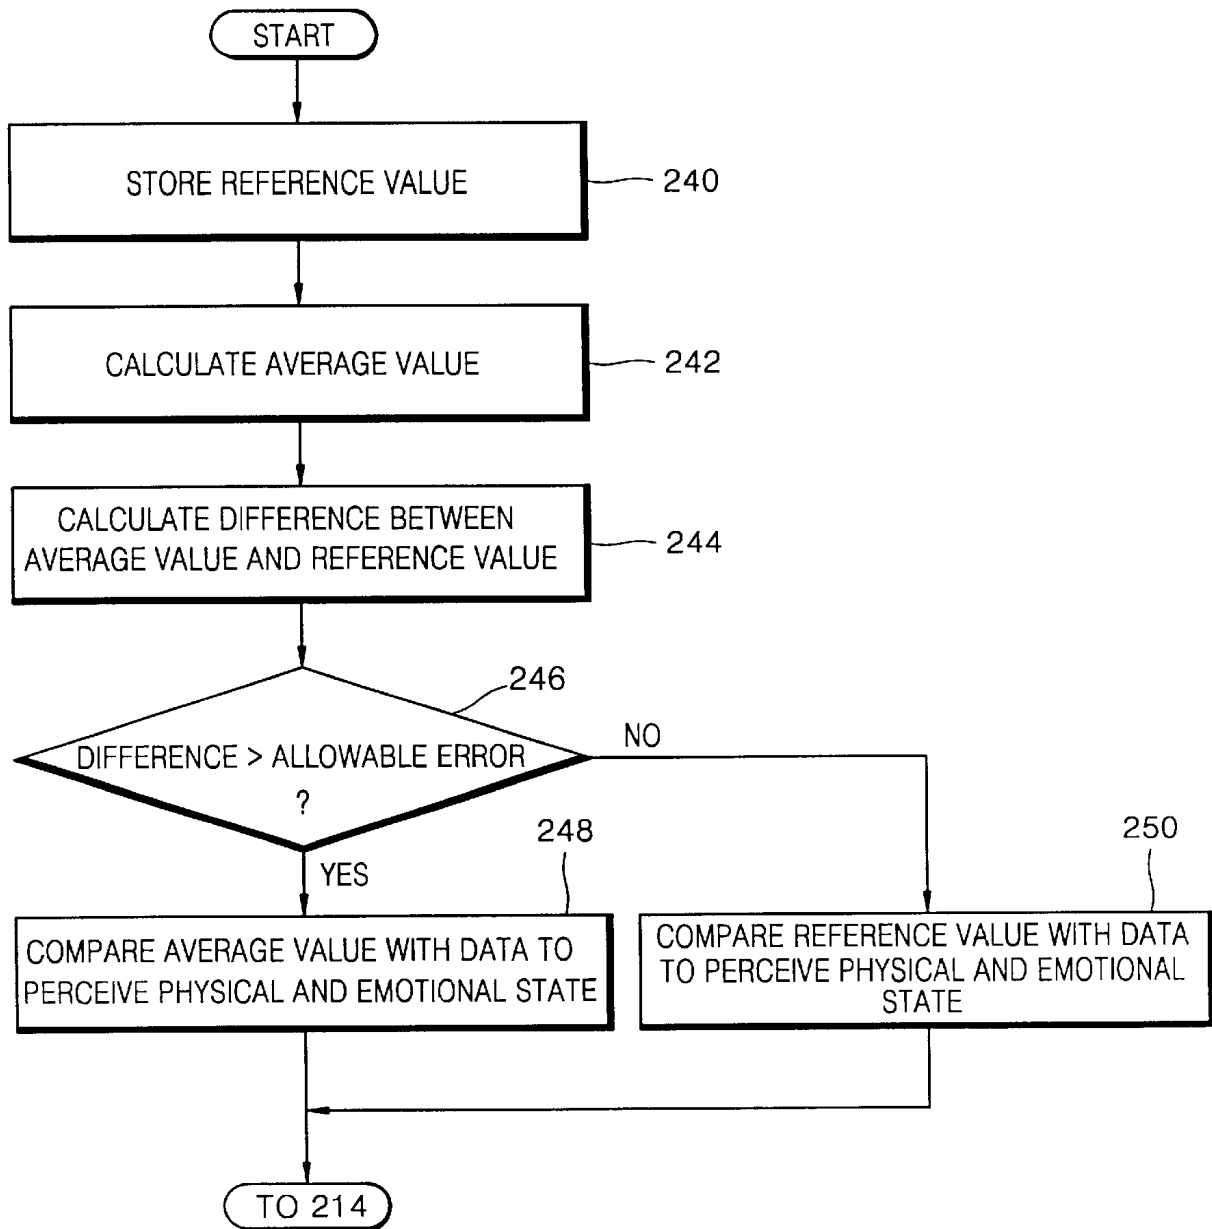 START
STORE REFERENCE VALUE
240
CALCULATE AVERAGE VALUE
242
CALCULATE DIFFERENCE BETWEEN
AVERAGE VALUE AND REFERENCE VALUE
244
246
DIFFERENCE > ALLOWABLE ERROR
?
NO
YES
248
COMPARE AVERAGE VALUE WITH DATA TO
PERCEIVE PHYSICAL AND EMOTIONAL STATE
250
COMPARE REFERENCE VALUE WITH DATA
TO PERCEIVE PHYSICAL AND EMOTIONAL
STATE
TO 214